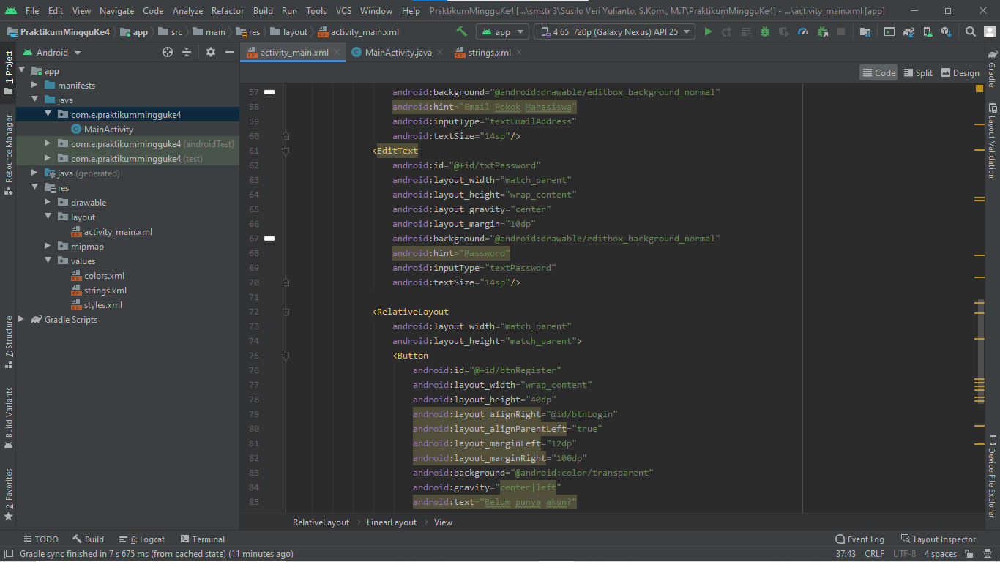 File Edit View Navigate Code Analyze Refactor Build Run Tools VCS Window Help PraktikumMingguKe4 [...\smstr 3\Susilo Veri Yulianto, S.Kom., M.T\PraktikumMingguKe4] - ...\activity_main.xml [app]
PraktikumMingguKe4 app src main res layout activity_main.xml app 4.65 720p (Galaxy Nexus) API 25
1: Project
Resource Manager
7: Structure
Build Variants
2: Favorites
Android
app
manifests
java
com.e.praktikummingguke4
MainActivity
com.e.praktikummingguke4 (androidTest)
com.e.praktikummingguke4 (test)
java (generated)
res
drawable
layout
activity_main.xml
mipmap
values
colors.xml
strings.xml
styles.xml
Gradle Scripts
activity_main.xml MainActivity.java strings.xml
Code Split Design
57 android:background="@android:drawable/editbox_background_normal"
58 android:hint="Email Pokok Mahasiswa"
59 android:inputType="textEmailAddress"
60 android:textSize="14sp"/>
61 <EditText
62 android:id="@+id/txtPassword"
63 android:layout_width="match_parent"
64 android:layout_height="wrap_content"
65 android:layout_gravity="center"
66 android:layout_margin="10dp"
67 android:background="@android:drawable/editbox_background_normal"
68 android:hint="Password"
69 android:inputType="textPassword"
70 android:textSize="14sp"/>
71
72 <RelativeLayout
73 android:layout_width="match_parent"
74 android:layout_height="match_parent">
75 <Button
76 android:id="@+id/btnRegister"
77 android:layout_width="wrap_content"
78 android:layout_height="40dp"
79 android:layout_alignRight="@id/btnLogin"
80 android:layout_alignParentLeft="true"
81 android:layout_marginLeft="12dp"
82 android:layout_marginRight="100dp"
83 android:background="@android:color/transparent"
84 android:gravity="center|left"
85 android:text="Belum punya akun?"
RelativeLayout LinearLayout View
Gradle
Layout Validation
Device File Explorer
TODO Build 6: Logcat Terminal Event Log Layout Inspector
Gradle sync finished in 7 s 675 ms (from cached state) (11 minutes ago) 37:43 CRLF UTF-8 4 spaces